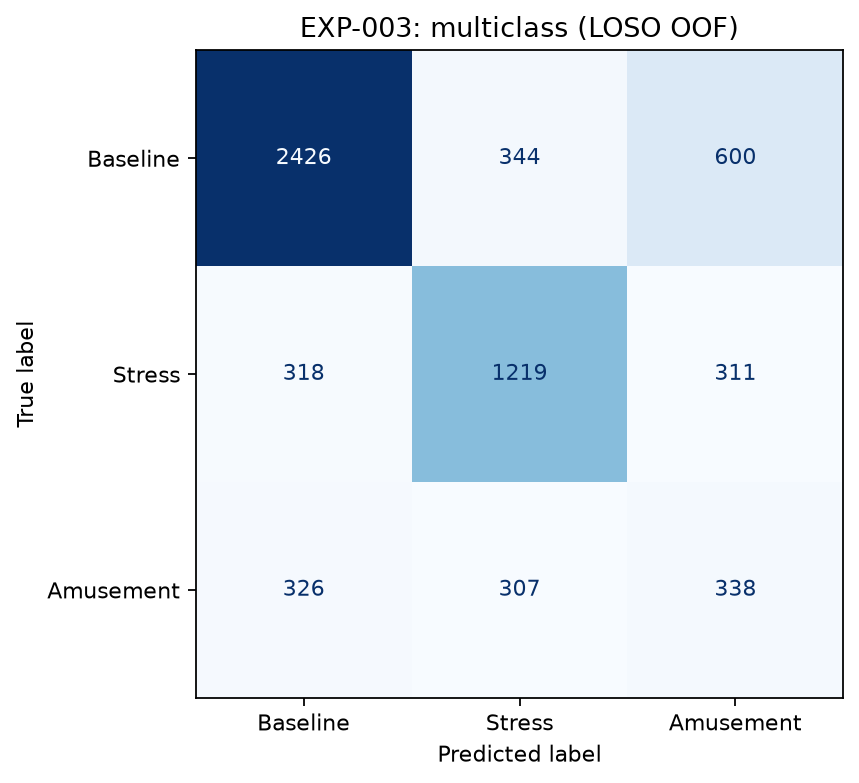 EXP-003: multiclass (LOSO OOF)
Baseline 2426 344 600
Stress 318 1219 311
Amusement 326 307 338
True label
Baseline Stress Amusement
Predicted label